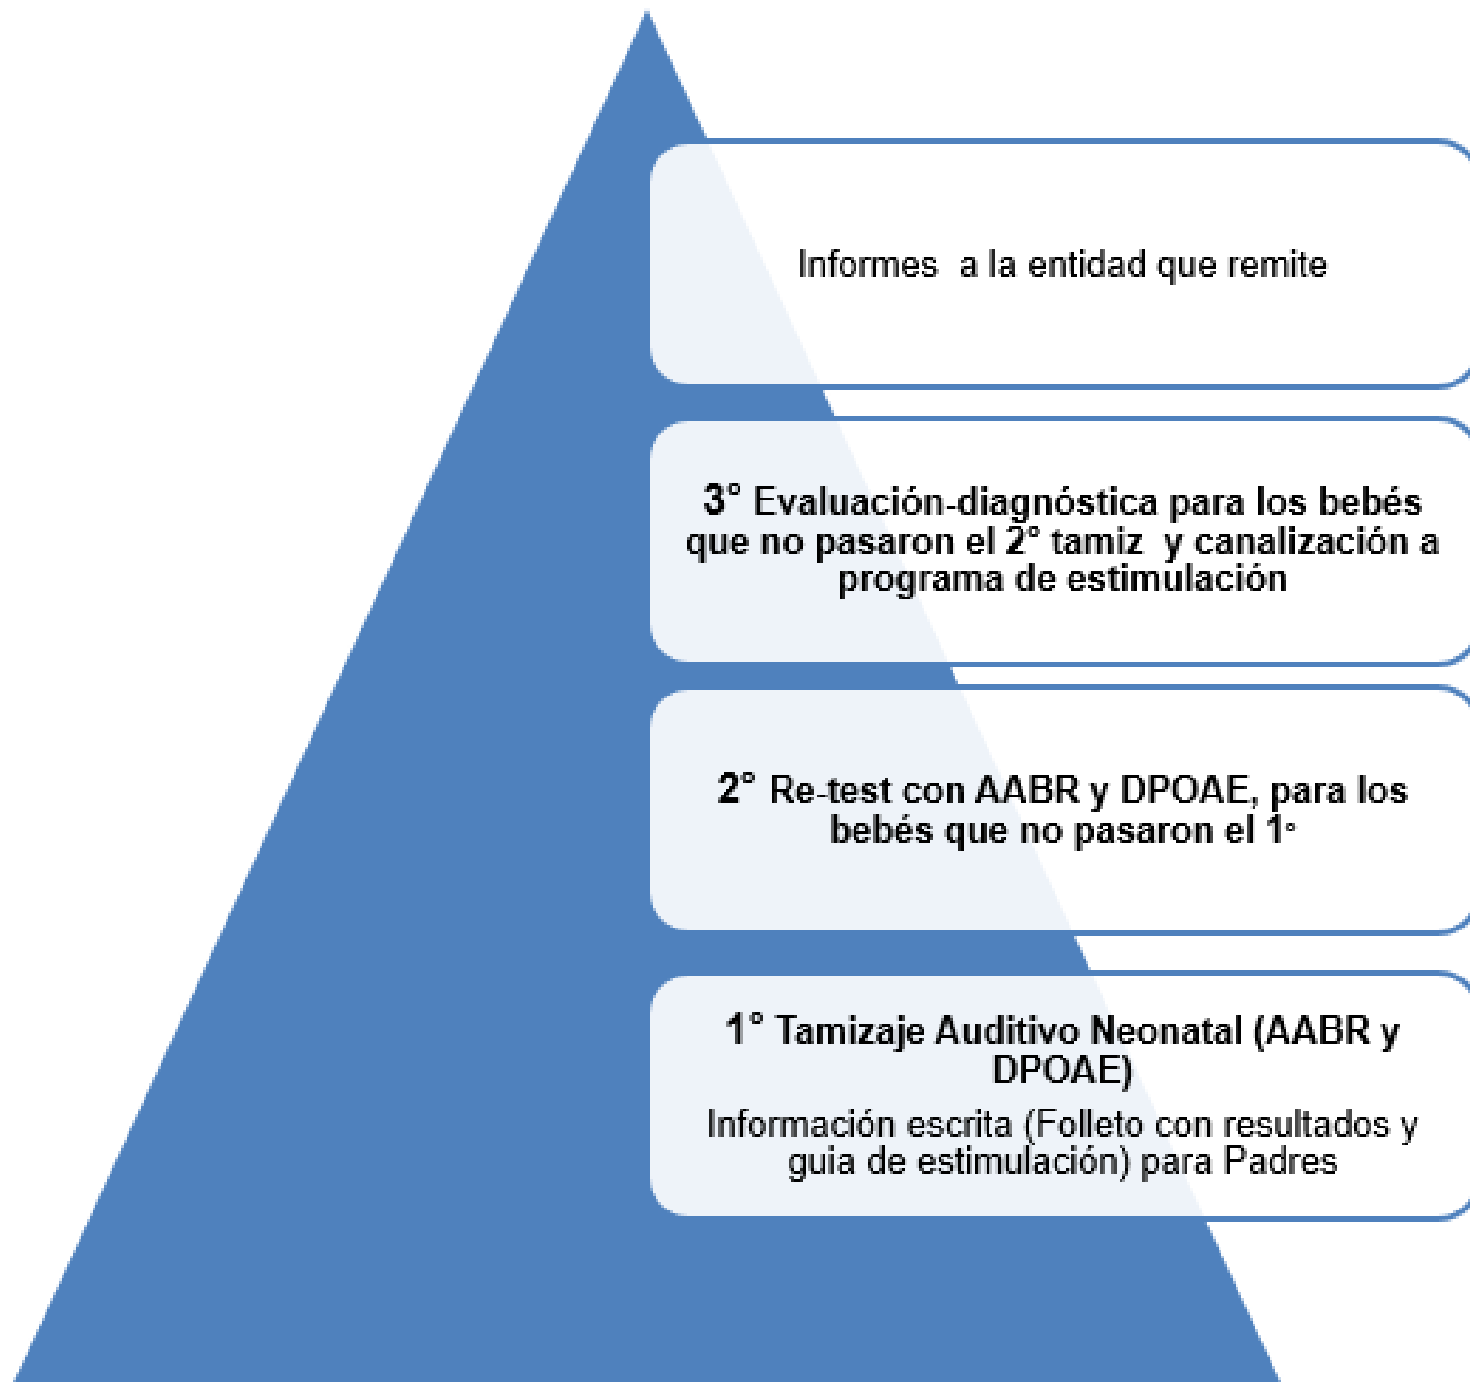 Informes  a la entidad que remite
3° Evaluación-diagnóstica para los bebés
que no pasaron el 2° tamiz  y canalización a
programa de estimulación
2° Re-test con AABR y DPOAE, para los
bebés que no pasaron el 1°
1° Tamizaje Auditivo Neonatal (AABR y
DPOAE)
Información escrita (Folleto con resultados y
guia de estimulación) para Padres